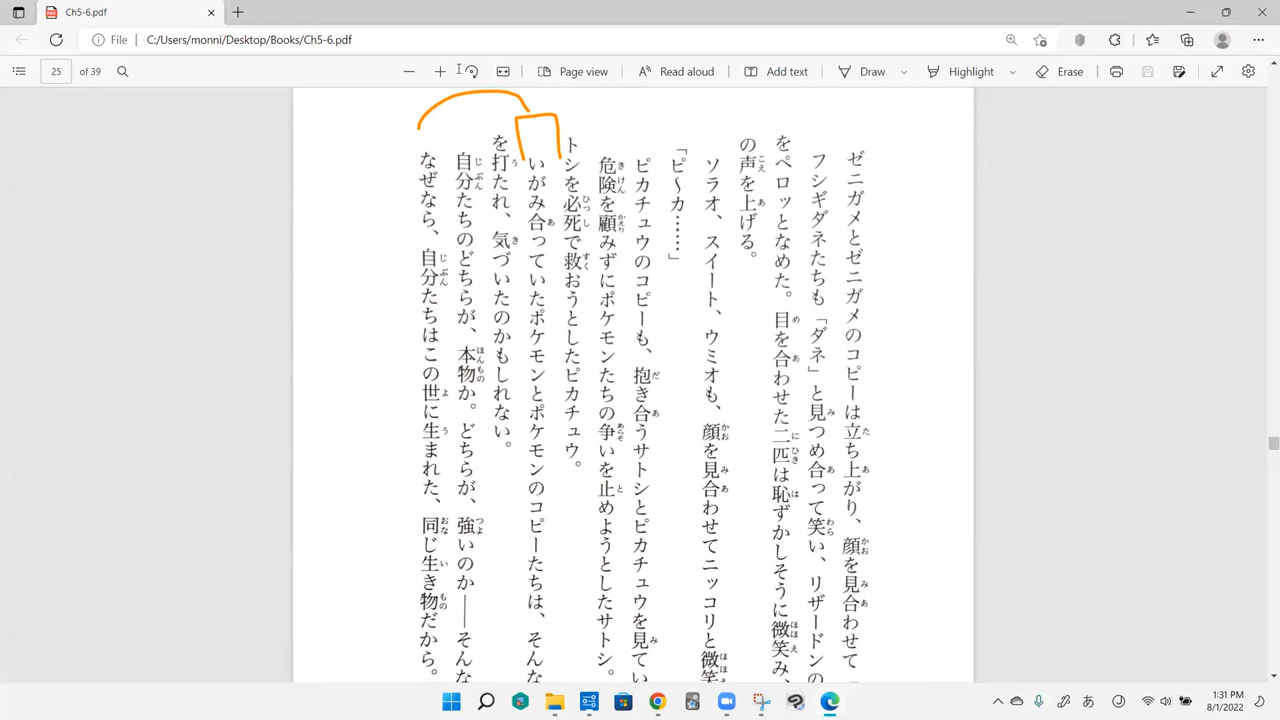 Ch5-6.pdf
File
C:/Users/monni/Desktop/Books/Ch5-6.pdf
25 of 39
Page view
Read aloud
Add text
Draw
Highlight
Erase
ゼニガメとゼニガメのコピーは立ち上がり、顔を見合わせて
フシギダネたちも「ダネ」と見つめ合って笑い、リザードンの
をペロッとなめた。目を合わせた二匹は恥ずかしそうに微笑み、
の声を上げる。
ソラオ、スイート、ウミオも、顔を見合わせてニッコリと微笑
「ピ〜カ……」
ピカチュウのコピーも、抱き合うサトシとピカチュウを見てい
危険を顧みずにポケモンたちの争いを止めようとしたサトシ。
トシを必死で救おうとしたピカチュウ。
いがみ合っていたポケモンとポケモンのコピーたちは、そんな
を打たれ、気づいたのかもしれない。
自分たちのどちらが、本物か。どちらが、強いのか――そんな
なぜなら、自分たちはこの世に生まれた、同じ生き物だから。
あ
1:31 PM
8/1/2022